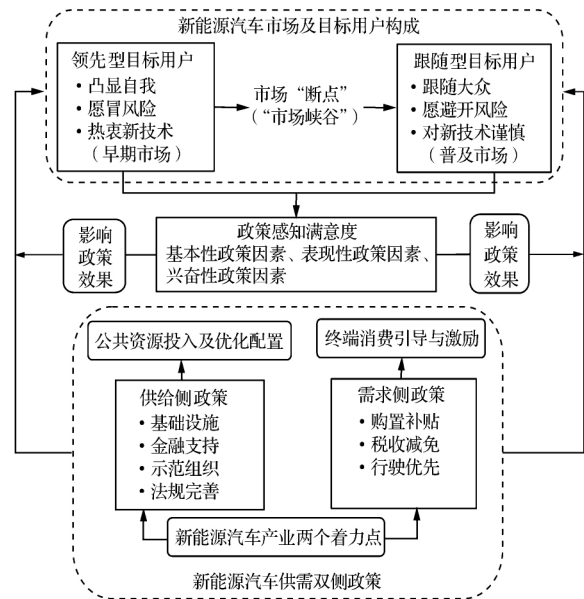 新能源汽车市场及目标用户构成
领先型目标用户
• 凸显自我
• 愿冒风险
• 热衷新技术
（早期市场）
市场“断点”
（“市场峡谷”）
跟随型目标用户
• 跟随大众
• 愿避开风险
• 对新技术谨慎
（普及市场）
影响
政策
效果
政策感知满意度
基本性政策因素、表现性政策因素、
兴奋性政策因素
影响
政策
效果
公共资源投入及优化配置
终端消费引导与激励
供给侧政策
• 基础设施
• 金融支持
• 示范组织
• 法规完善
需求侧政策
• 购置补贴
• 税收减免
• 行驶优先
新能源汽车产业两个着力点
新能源汽车供需双侧政策